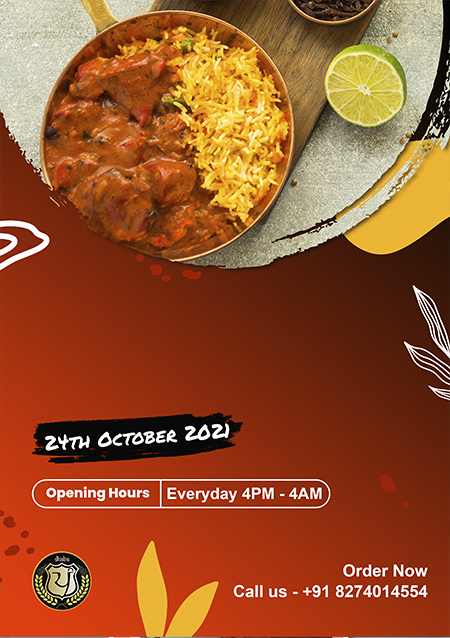 24th October 2021
Opening Hours
Everyday 4PM - 4AM
Order Now
Call us - +91 8274014554